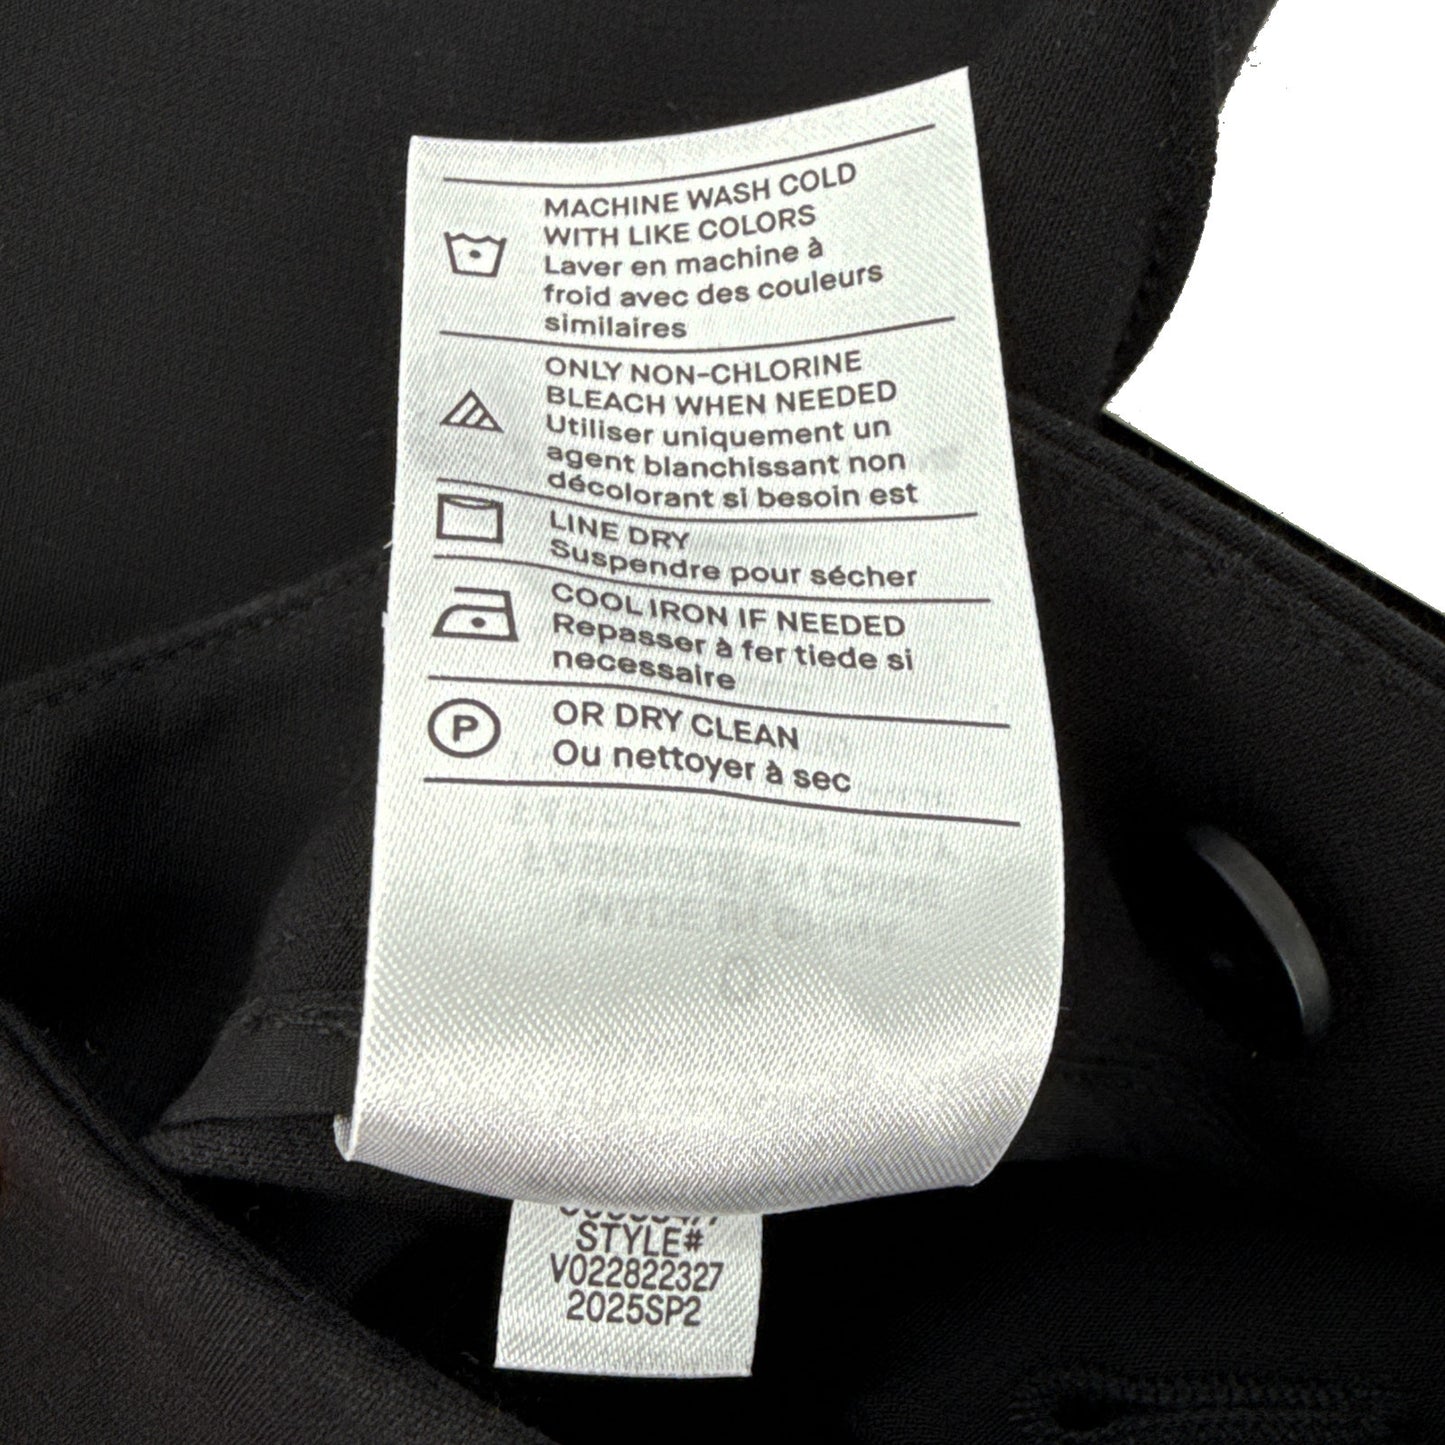 MACHINE WASH COLD
WITH LIKE COLORS
Laver en machine à
froid avec des couleurs
similaires
ONLY NON-CHLORINE
BLEACH WHEN NEEDED
Utiliser uniquement un
agent blanchissant non
décolorant si besoin est
LINE DRY
Suspendre pour sécher
COOL IRON IF NEEDED
Repasser à fer tiede si
necessaire
P
OR DRY CLEAN
Ou nettoyer à sec
STYLE#
V022822327
2025SP2